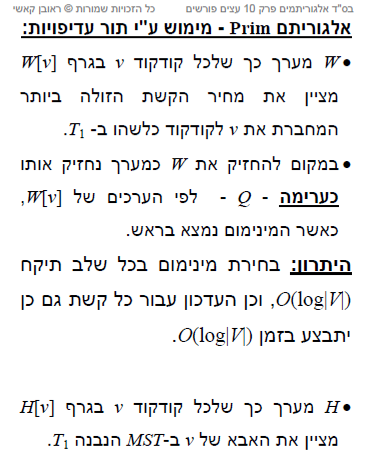 בס"ד אלגוריתמים פרק 10 עצים פורשים כל הזכויות שמורות © ראובן קאשי
אלגוריתם Prim - מימוש ע"י תור עדיפויות:
• W מערך כך שלכל קודקוד v בגרף W[v]
מציין את מחיר הקשת הזולה ביותר
המחברת את v לקודקוד כלשהו ב- T₁.
• במקום להחזיק את W כמערך נחזיק אותו
כערימה - Q - לפי הערכים של W[v],
כאשר המינימום נמצא בראש.
היתרון: בחירת מינימום בכל שלב תיקח
O(log|V|), וכן העדכון עבור כל קשת גם כן
יתבצע בזמן O(log|V|).
• H מערך כך שלכל קודקוד v בגרף H[v]
מציין את האבא של v ב-MST הנבנה T₁.